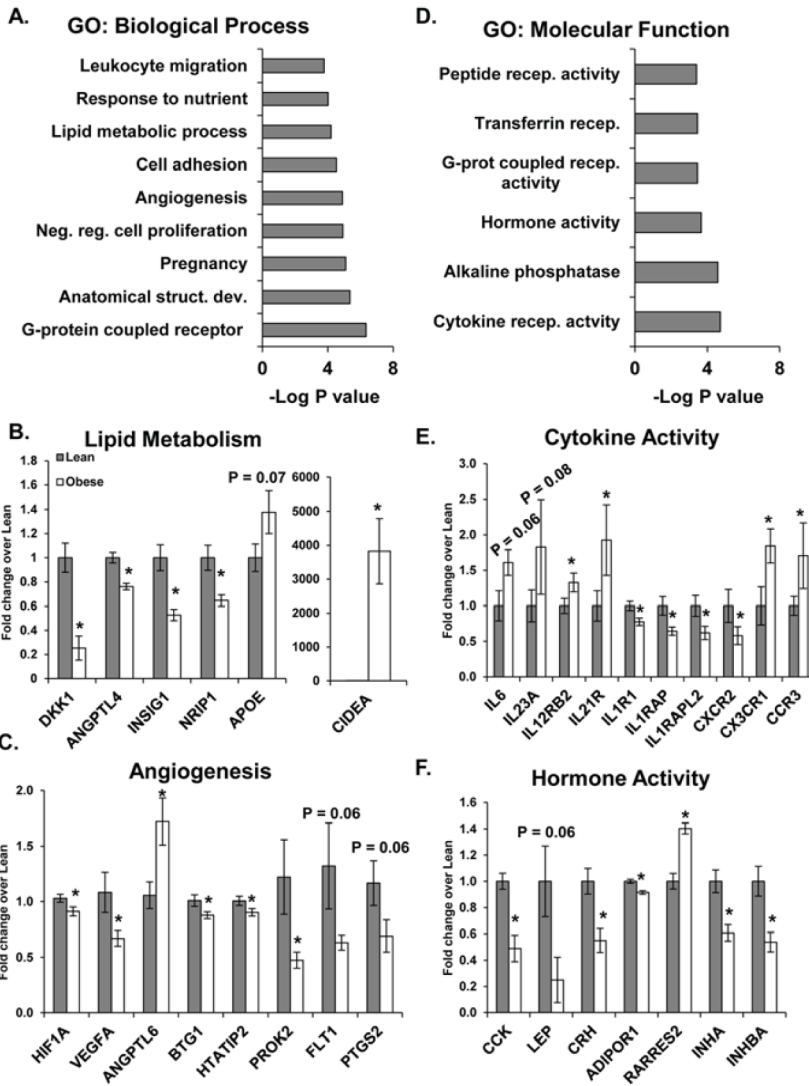 A.
GO: Biological Process
Leukocyte migration
Response to nutrient
Lipid metabolic process
Cell adhesion
Angiogenesis
Neg. reg. cell proliferation
Pregnancy
Anatomical struct. dev.
G-protein coupled receptor
0 4 8
-Log P value
D.
GO: Molecular Function
Peptide recep. activity
Transferrin recep.
G-prot coupled recep.
activity
Hormone activity
Alkaline phosphatase
Cytokine recep. actvity
0 4 8
-Log P value
B.
Lipid Metabolism
Lean
Obese
Fold change over Lean
1.8
1.6
1.4
1.2
1
0.8
0.6
0.4
0.2
0
* * * *
P = 0.07
DKK1 ANGPTL4 INSIG1 NRIP1 APOE
6000
5000
4000
3000
2000
1000
0
*
CIDEA
E.
Cytokine Activity
Fold change over Lean
3.0
2.5
2.0
1.5
1.0
0.5
0.0
P = 0.06
P = 0.08
* * * * * * * *
IL6 IL23A IL12RB2 IL21R IL1R1 IL1RAP IL1RAPL2 CXCR2 CX3CR1 CCR3
C.
Angiogenesis
Fold change over Lean
2.0
1.5
1.0
0.5
0.0
* * * * * *
P = 0.06
P = 0.06
HIF1A VEGFA ANGPTL6 BTG1 HTATIP2 PROK2 FLT1 PTGS2
F.
Hormone Activity
Fold change over Lean
1.6
1.4
1.2
1.0
0.8
0.6
0.4
0.2
0.0
*
P = 0.06
* * * * *
CCK LEP CRH ADIPOR1 RARRES2 INHA INHBA